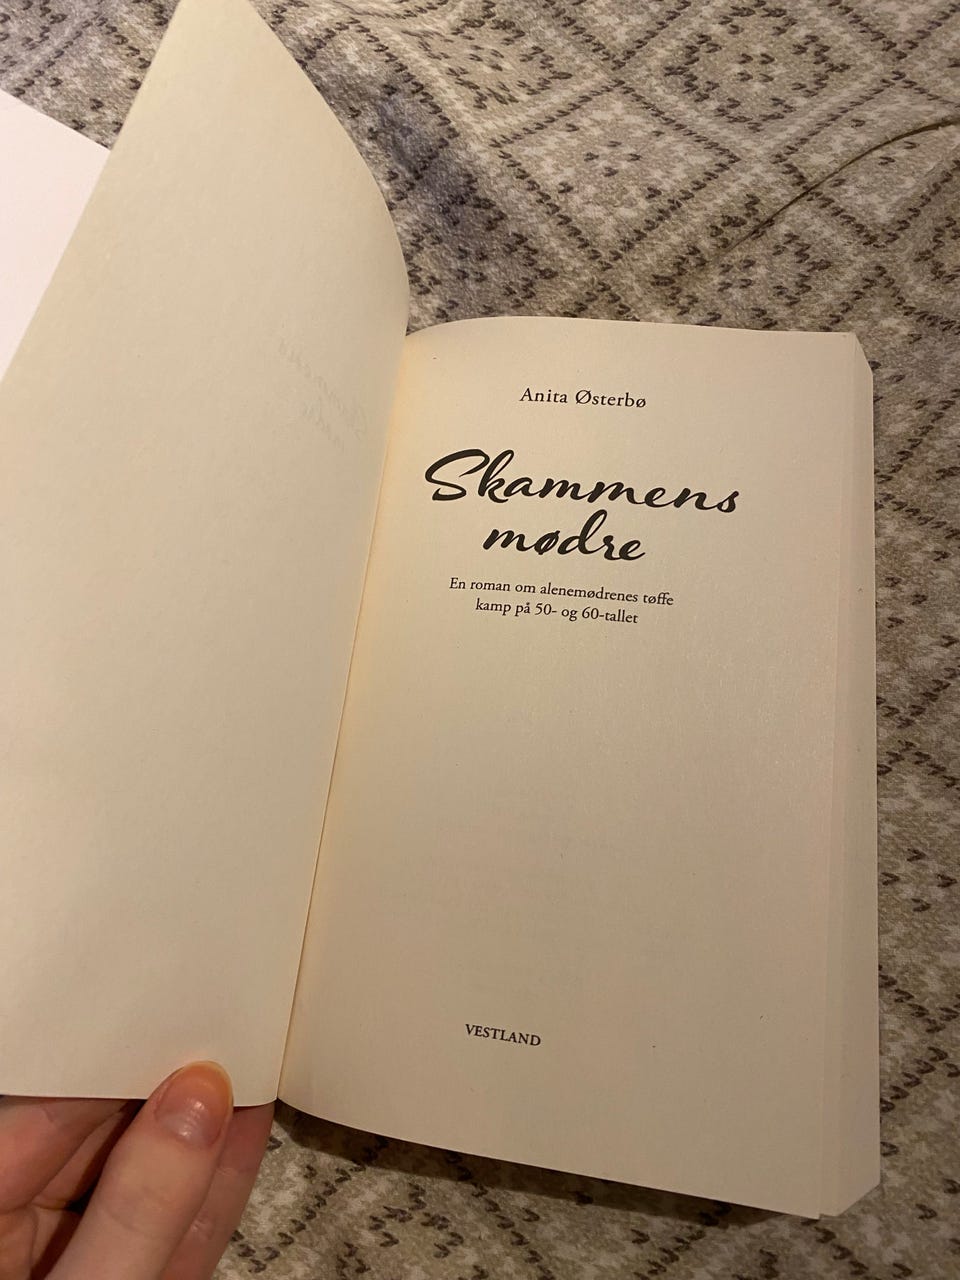 Anita Østerbø
Skammens
mødre
En roman om alenemødrenes tøffe
kamp på 50- og 60-tallet
VESTLAND